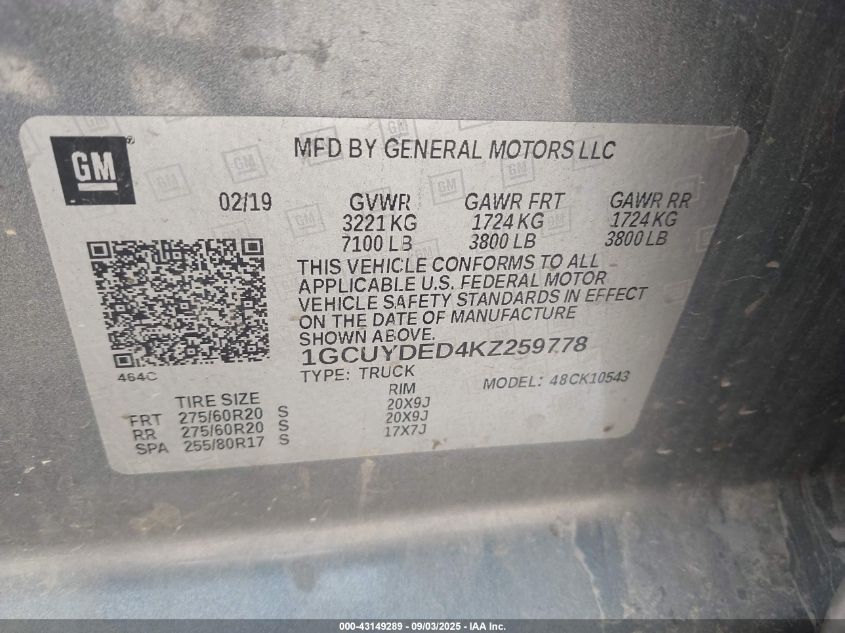 GM
MFD BY GENERAL MOTORS LLC
02/19 GVWR GAWR FRT GAWR RR
3221 KG 1724 KG 1724 KG
7100 LB 3800 LB 3800 LB
THIS VEHICLE CONFORMS TO ALL
APPLICABLE U.S. FEDERAL MOTOR
VEHICLE SAFETY STANDARDS IN EFFECT
ON THE DATE OF MANUFACTURE
SHOWN ABOVE.
1GCUYDED4KZ259778
464C
TYPE: TRUCK MODEL: 48CK10543
TIRE SIZE RIM
FRT 275/60R20 S 20X9J
RR 275/60R20 S 20X9J
SPA 255/80R17 S 17X7J
000-43149289 - 09/03/2025 - IAA Inc.